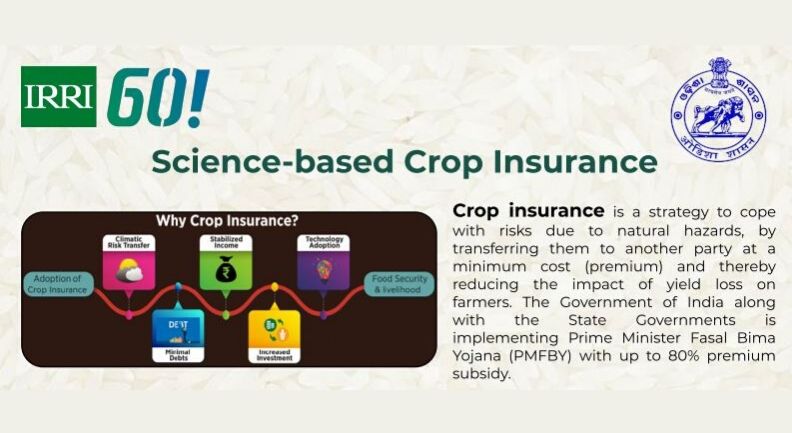 IRRI 60!
ଓଡ଼ିଶା ଶାସନ
ओडिशा शासन
Science-based Crop Insurance
Why Crop Insurance?
Climatic
Risk Transfer
Stabilized
Income
Technology
Adoption
Adoption of
Crop Insurance
Food Security
& livelihood
₹
DEBT
Minimal
Debts
Increased
Investment
Crop insurance is a strategy to cope
with risks due to natural hazards, by
transferring them to another party at a
minimum cost (premium) and thereby
reducing the impact of yield loss on
farmers. The Government of India along
with the State Governments is
implementing Prime Minister Fasal Bima
Yojana (PMFBY) with up to 80% premium
subsidy.